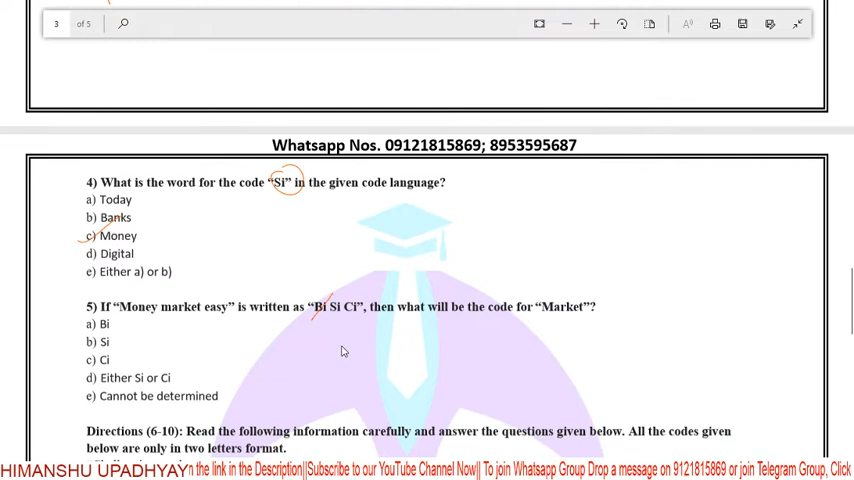 3 of 5
Whatsapp Nos. 09121815869; 8953595687
4) What is the word for the code “Si” in the given code language?
a) Today
b) Banks
c) Money
d) Digital
e) Either a) or b)
5) If “Money market easy” is written as “Bi Si Ci”, then what will be the code for “Market”?
a) Bi
b) Si
c) Ci
d) Either Si or Ci
e) Cannot be determined
Directions (6-10): Read the following information carefully and answer the questions given below. All the codes given
below are only in two letters format.
HIMANSHU UPADHYAY n the link in the Description||Subscribe to our YouTube Channel Now|| To join Whatsapp Group Drop a message on 9121815869 or join Telegram Group, Click